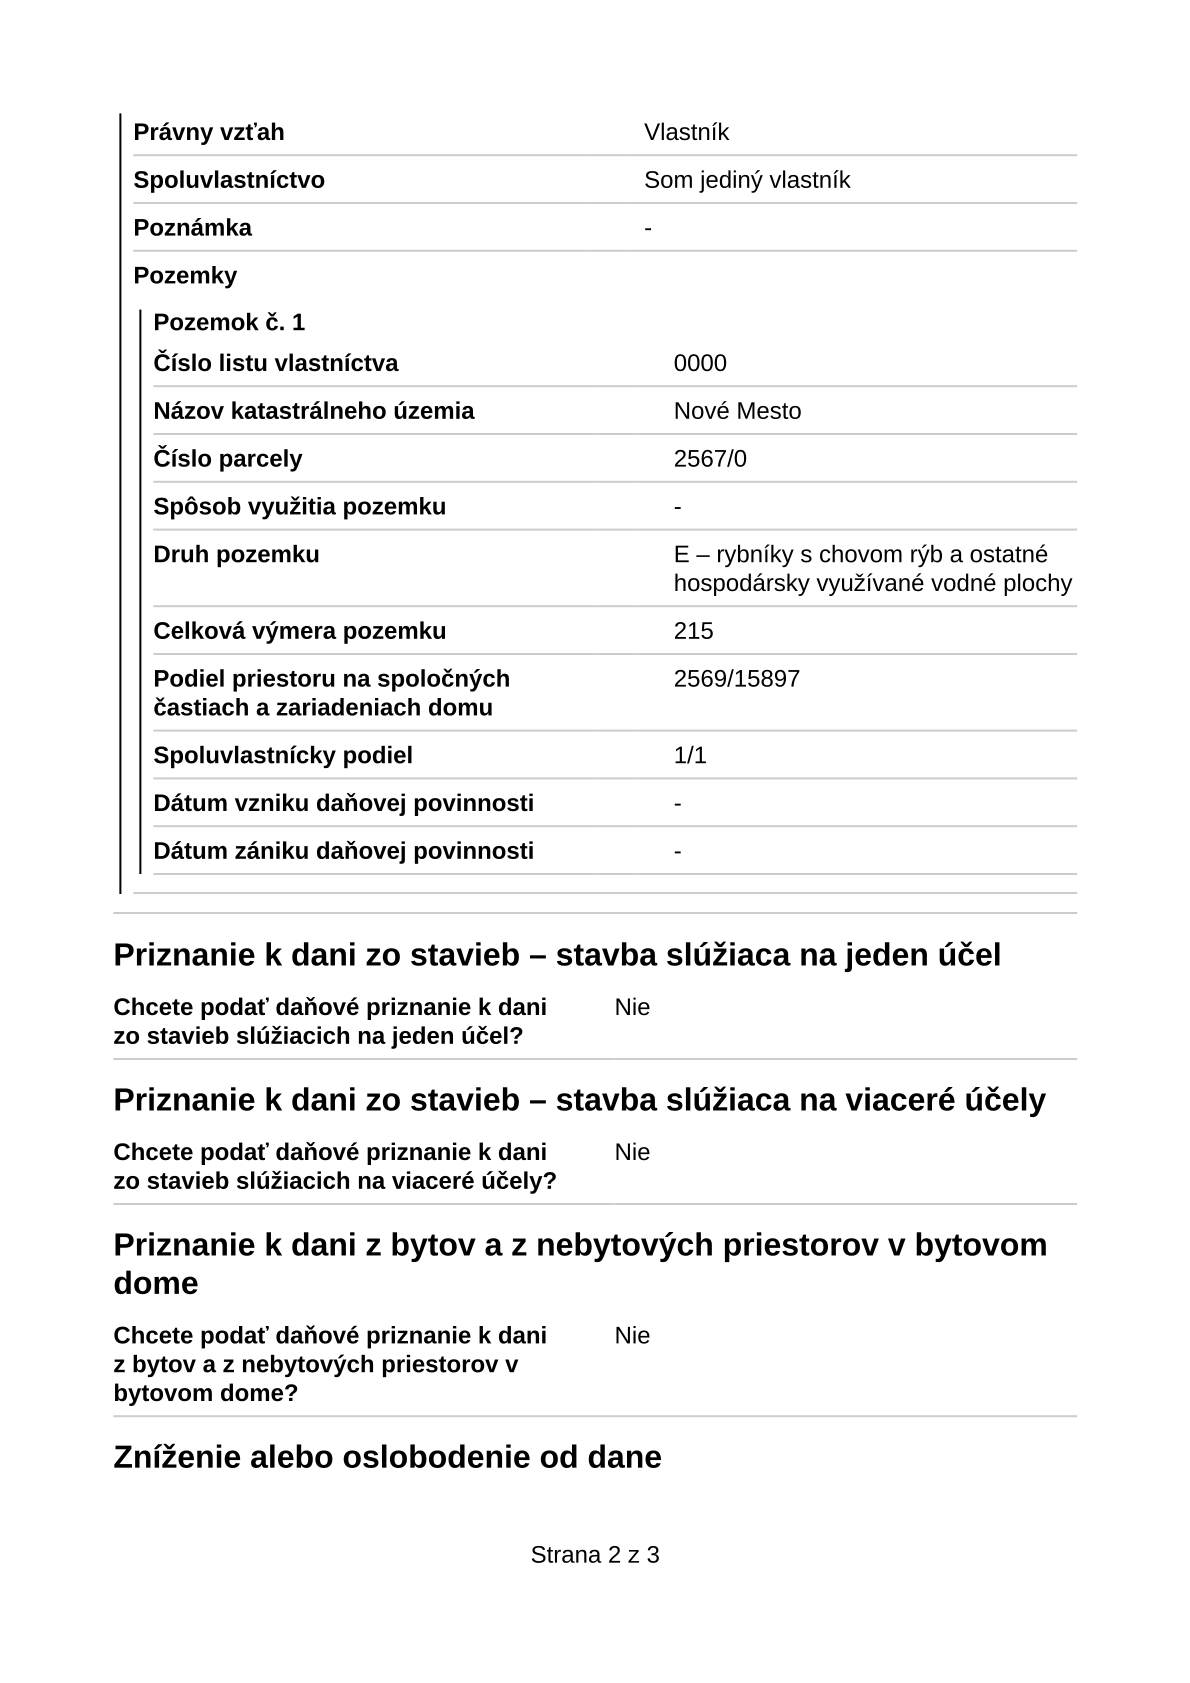 Právny vzťah Vlastník
Spoluvlastníctvo Som jediný vlastník
Poznámka -
Pozemky
Pozemok č. 1
Číslo listu vlastníctva 0000
Názov katastrálneho územia Nové Mesto
Číslo parcely 2567/0
Spôsob využitia pozemku -
Druh pozemku E – rybníky s chovom rýb a ostatné
hospodársky využívané vodné plochy
Celková výmera pozemku 215
Podiel priestoru na spoločných 2569/15897
častiach a zariadeniach domu
Spoluvlastnícky podiel 1/1
Dátum vzniku daňovej povinnosti -
Dátum zániku daňovej povinnosti -
Priznanie k dani zo stavieb – stavba slúžiaca na jeden účel
Chcete podať daňové priznanie k dani Nie
zo stavieb slúžiacich na jeden účel?
Priznanie k dani zo stavieb – stavba slúžiaca na viaceré účely
Chcete podať daňové priznanie k dani Nie
zo stavieb slúžiacich na viaceré účely?
Priznanie k dani z bytov a z nebytových priestorov v bytovom
dome
Chcete podať daňové priznanie k dani Nie
z bytov a z nebytových priestorov v
bytovom dome?
Zníženie alebo oslobodenie od dane
Strana 2 z 3